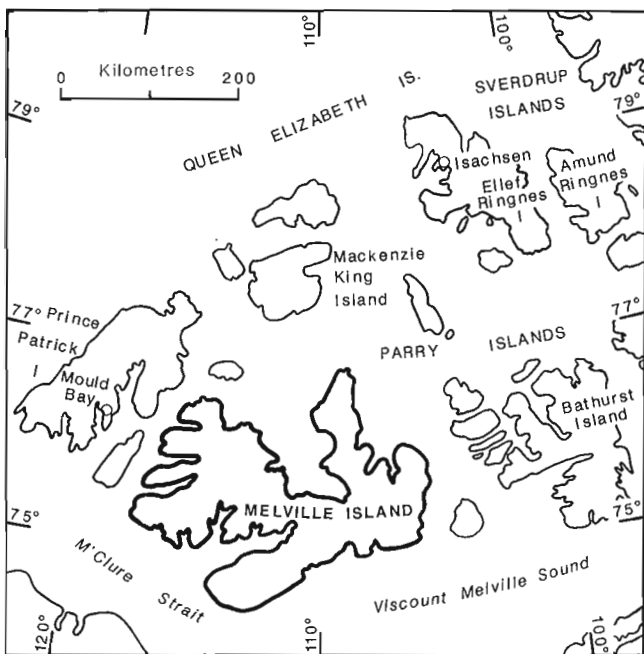 110°
100°
Kilometres
0 200
79°
QUEEN ELIZABETH IS.
SVERDRUP
ISLANDS
79°
Isachsen
Ellef
Ringnes
I
Amund
Ringnes
I
Mackenzie
King
Island
77°
Prince
Patrick
I
Mould
Bay
77°
PARRY ISLANDS
Bathurst
Island
75°
MELVILLE ISLAND
75°
M'Clure
Strait
Viscount Melville Sound
120°
110°
100°